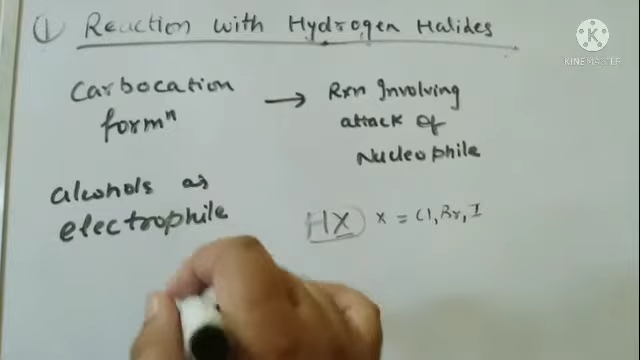 ① Reaction with Hydrogen Halides
Carbocation → Rxn Involving
formⁿ attack of
Nucleophile
alcohols as
electrophile
HX X = Cl, Br, I
K
KINEMASTER